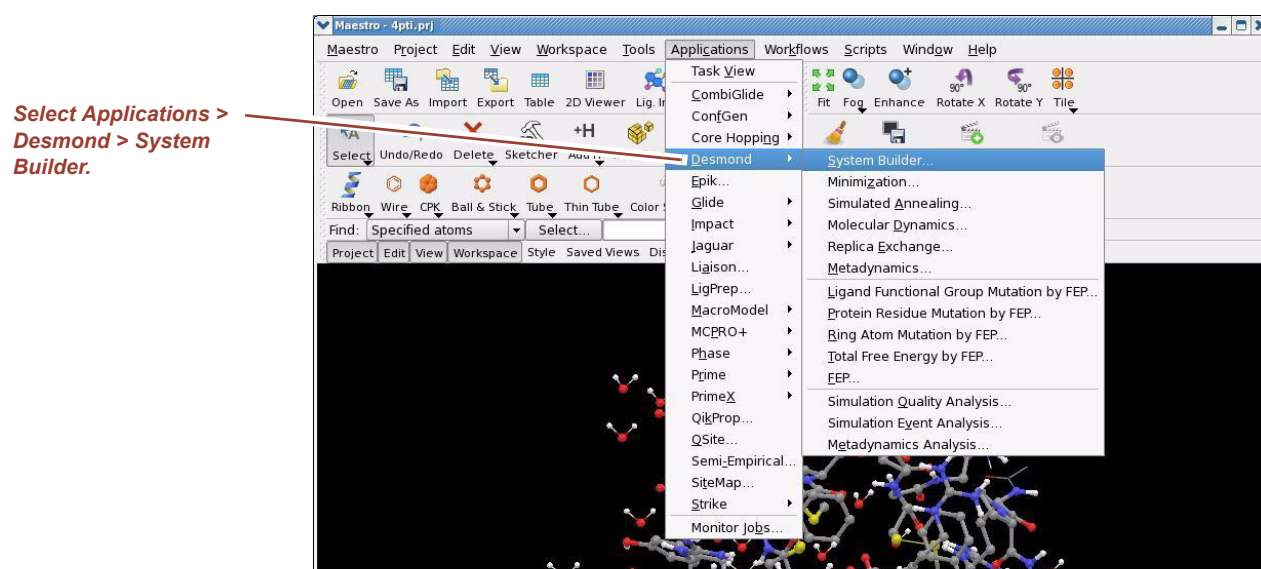 Maestro - 4pti.prj
Maestro Project Edit View Workspace Tools Applications Workflows Scripts Window Help
Open Save As Import Export Table 2D Viewer Fit Fog Enhance Rotate X Rotate Y Tile
90° 90°
Select Applications >
Desmond > System
Builder.
+H
Select Undo/Redo Delete Sketcher
Ribbon Wire CPK Ball & Stick Tube Thin Tube Color
Find: Specified atoms Select...
Project Edit View Workspace Style Saved Views
Task View
CombiGlide
ConfGen
Core Hopping
Desmond
Epik...
Glide
Impact
Jaguar
Liaison...
LigPrep...
MacroModel
MCPRO+
Phase
Prime
PrimeX
QikProp...
QSite...
Semi-Empirical...
SiteMap...
Strike
Monitor Jobs...
System Builder...
Minimization...
Simulated Annealing...
Molecular Dynamics...
Replica Exchange...
Metadynamics...
Ligand Functional Group Mutation by FEP...
Protein Residue Mutation by FEP...
Ring Atom Mutation by FEP...
Total Free Energy by FEP...
FEP...
Simulation Quality Analysis...
Simulation Event Analysis...
Metadynamics Analysis...